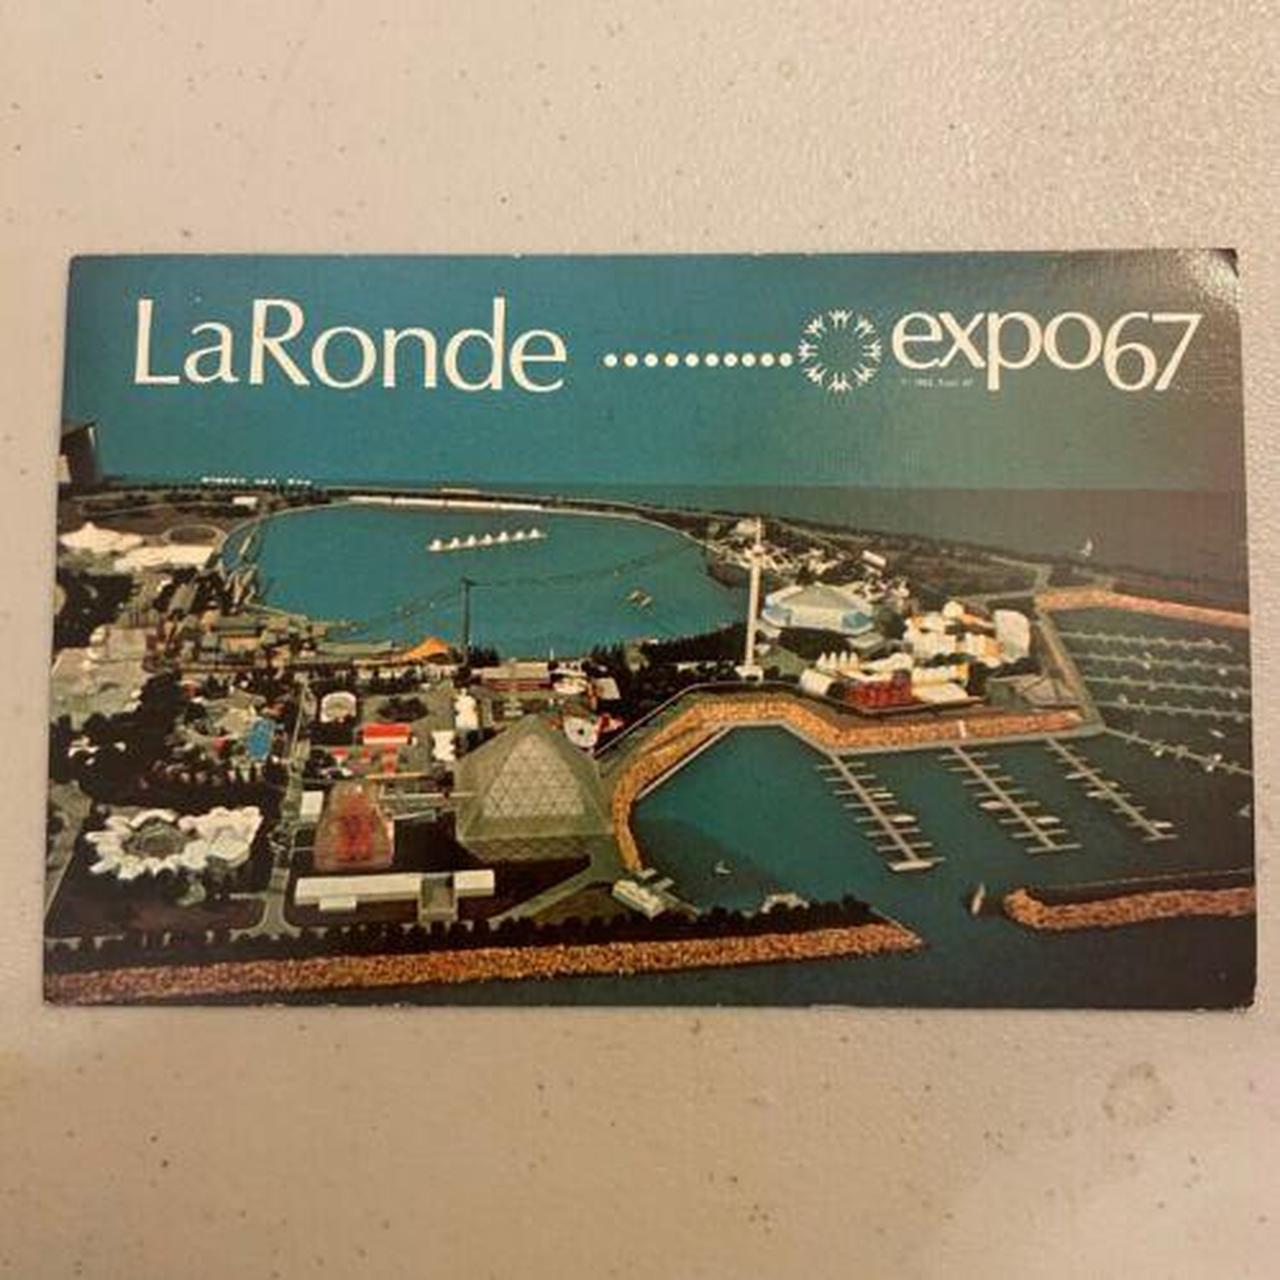 LaRonde .......... expo67